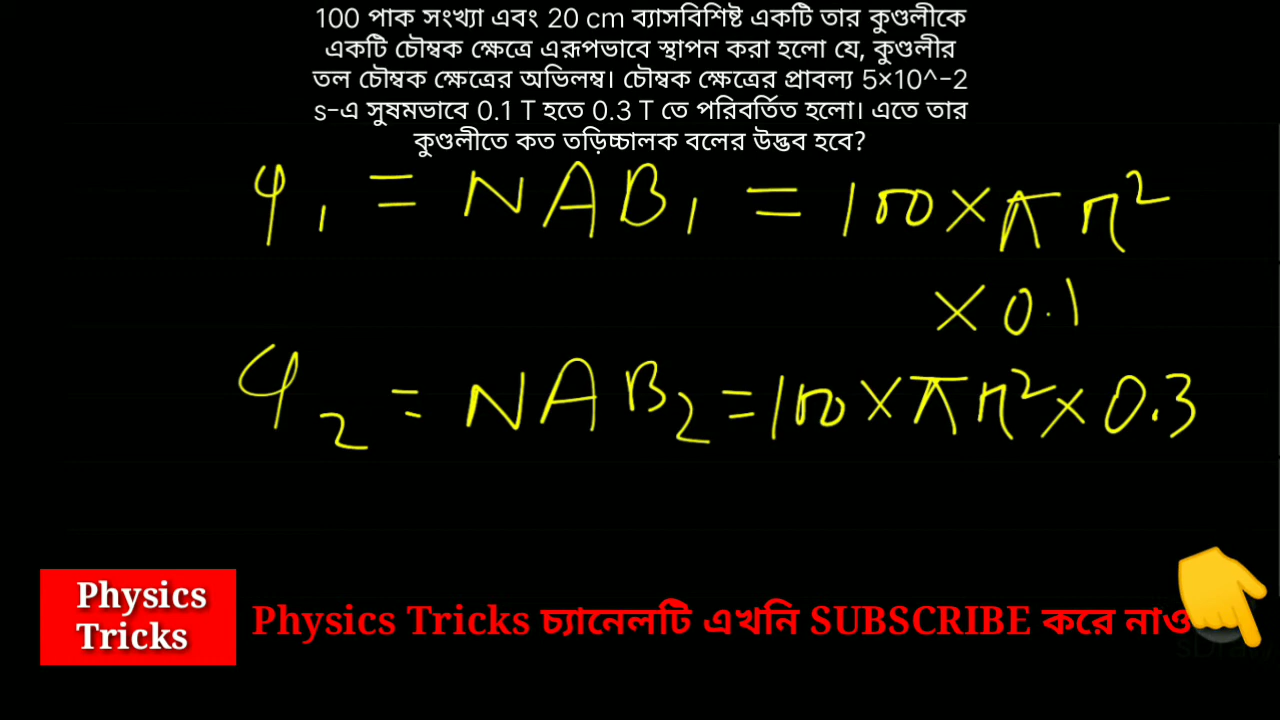 100 পাক সংখ্যা এবং 20 cm ব্যাসবিশিষ্ট একটি তার কুণ্ডলীকে
একটি চৌম্বক ক্ষেত্রে এরূপভাবে স্থাপন করা হলো যে, কুণ্ডলীর
তল চৌম্বক ক্ষেত্রের অভিলম্ব। চৌম্বক ক্ষেত্রের প্রাবল্য 5×10^-2
s-এ সুষমভাবে 0.1 T হতে 0.3 T তে পরিবর্তিত হলো। এতে তার
কুণ্ডলীতে কত তড়িচ্চালক বলের উদ্ভব হবে?
φ₁ = NAB₁ = 100 × π r²
× 0.1
φ₂ = NAB₂ = 100 × π r² × 0.3
Physics
Tricks
Physics Tricks চ্যানেলটি এখনি SUBSCRIBE করে নাও